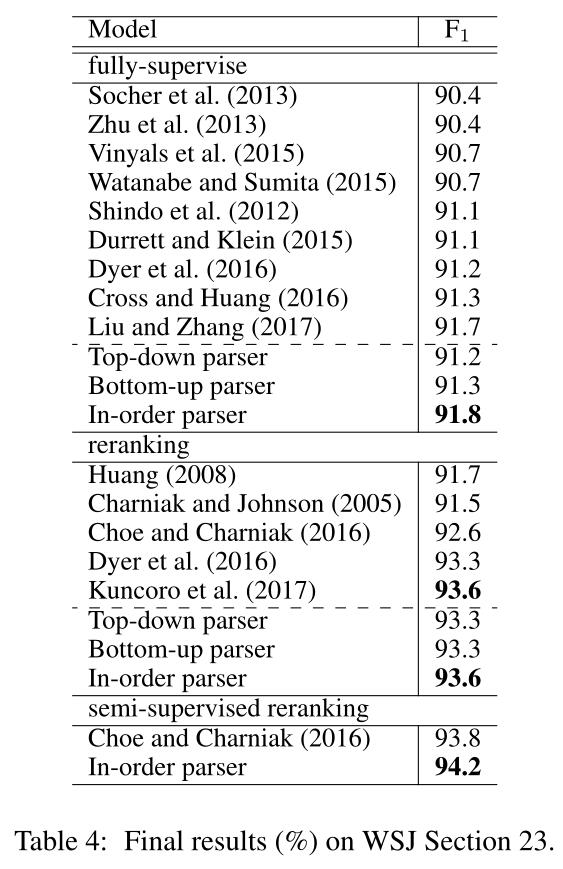 Model F1
fully-supervise
Socher et al. (2013) 90.4
Zhu et al. (2013) 90.4
Vinyals et al. (2015) 90.7
Watanabe and Sumita (2015) 90.7
Shindo et al. (2012) 91.1
Durrett and Klein (2015) 91.1
Dyer et al. (2016) 91.2
Cross and Huang (2016) 91.3
Liu and Zhang (2017) 91.7
Top-down parser 91.2
Bottom-up parser 91.3
In-order parser 91.8
reranking
Huang (2008) 91.7
Charniak and Johnson (2005) 91.5
Choe and Charniak (2016) 92.6
Dyer et al. (2016) 93.3
Kuncoro et al. (2017) 93.6
Top-down parser 93.3
Bottom-up parser 93.3
In-order parser 93.6
semi-supervised reranking
Choe and Charniak (2016) 93.8
In-order parser 94.2
Table 4: Final results (%) on WSJ Section 23.